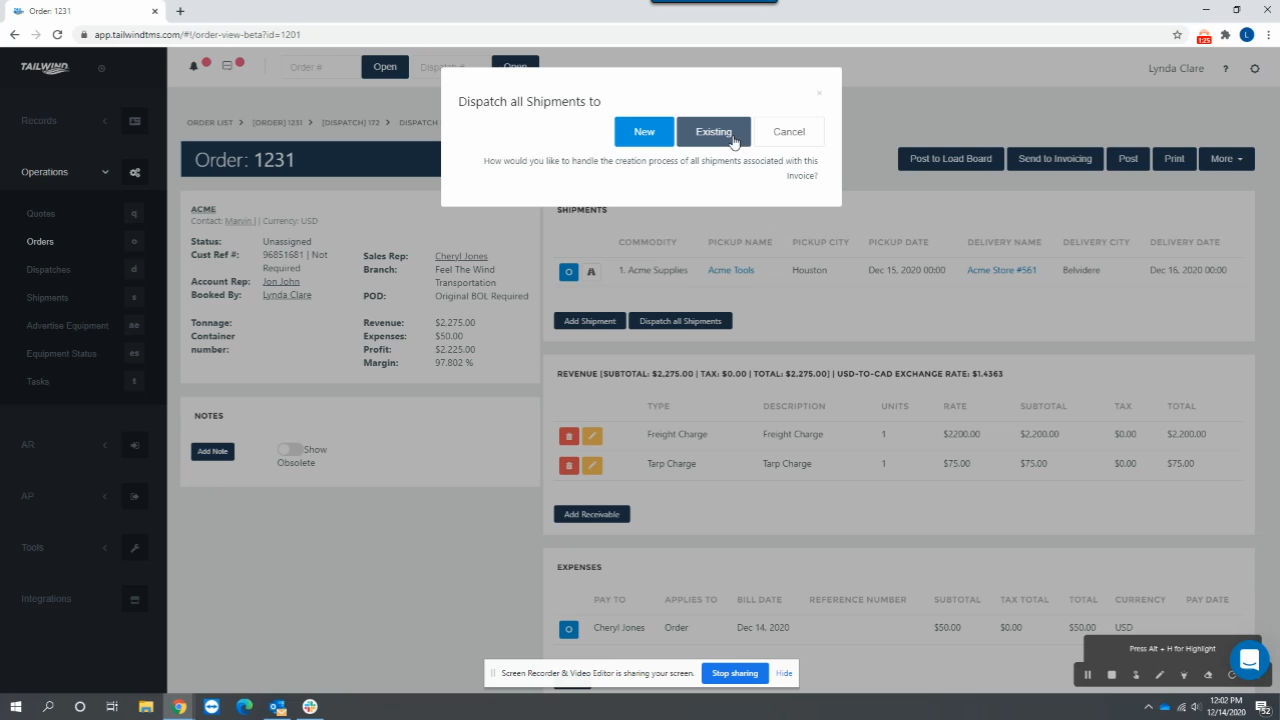 Order: 1231
app.tailwindtms.com/#!/order-view-beta?id=1201
1:25
L
TAILWIND
Order #
Open
Open
Lynda Clare
?
Dispatch all Shipments to
New
Existing
Cancel
How would you like to handle the creation process of all shipments associated with this
Invoice?
Records
Operations
Quotes q
Orders o
Dispatches d
Shipments s
Advertise Equipment ae
Equipment Status es
Tasks t
AR
AP
Tools
Integrations
ORDER LIST > [ORDER] 1231 > [DISPATCH] 172 > DISPATCH
Order: 1231
Post to Load Board
Send to Invoicing
Post
Print
More
ACME
Contact: Marvin J | Currency: USD
Status: Unassigned
Cust Ref #: 96851681 | Not
Required
Account Rep: Jon John
Booked By: Lynda Clare
Sales Rep: Cheryl Jones
Branch: Feel The Wind
Transportation
POD: Original BOL Required
Tonnage:
Container
number:
Revenue: $2,275.00
Expenses: $50.00
Profit: $2,225.00
Margin: 97.802 %
NOTES
Add Note
Show
Obsolete
SHIPMENTS
COMMODITY PICKUP NAME PICKUP CITY PICKUP DATE DELIVERY NAME DELIVERY CITY DELIVERY DATE
1. Acme Supplies Acme Tools Houston Dec 15, 2020 00:00 Acme Store #561 Belvidere Dec 16, 2020 00:00
Add Shipment
Dispatch all Shipments
REVENUE [SUBTOTAL: $2,275.00 | TAX: $0.00 | TOTAL: $2,275.00] | USD-TO-CAD EXCHANGE RATE: $1.4363
TYPE DESCRIPTION UNITS RATE SUBTOTAL TAX TOTAL
Freight Charge Freight Charge 1 $2200.00 $2,200.00 $0.00 $2,200.00
Tarp Charge Tarp Charge 1 $75.00 $75.00 $0.00 $75.00
Add Receivable
EXPENSES
PAY TO APPLIES TO BILL DATE REFERENCE NUMBER SUBTOTAL TAX TOTAL TOTAL CURRENCY PAY DATE
Cheryl Jones Order Dec 14, 2020 $50.00 $0.00 $50.00 USD
Press Alt + H for Highlight
Screen Recorder & Video Editor is sharing your screen.
Stop sharing
Hide
12:02 PM
12/14/2020
52